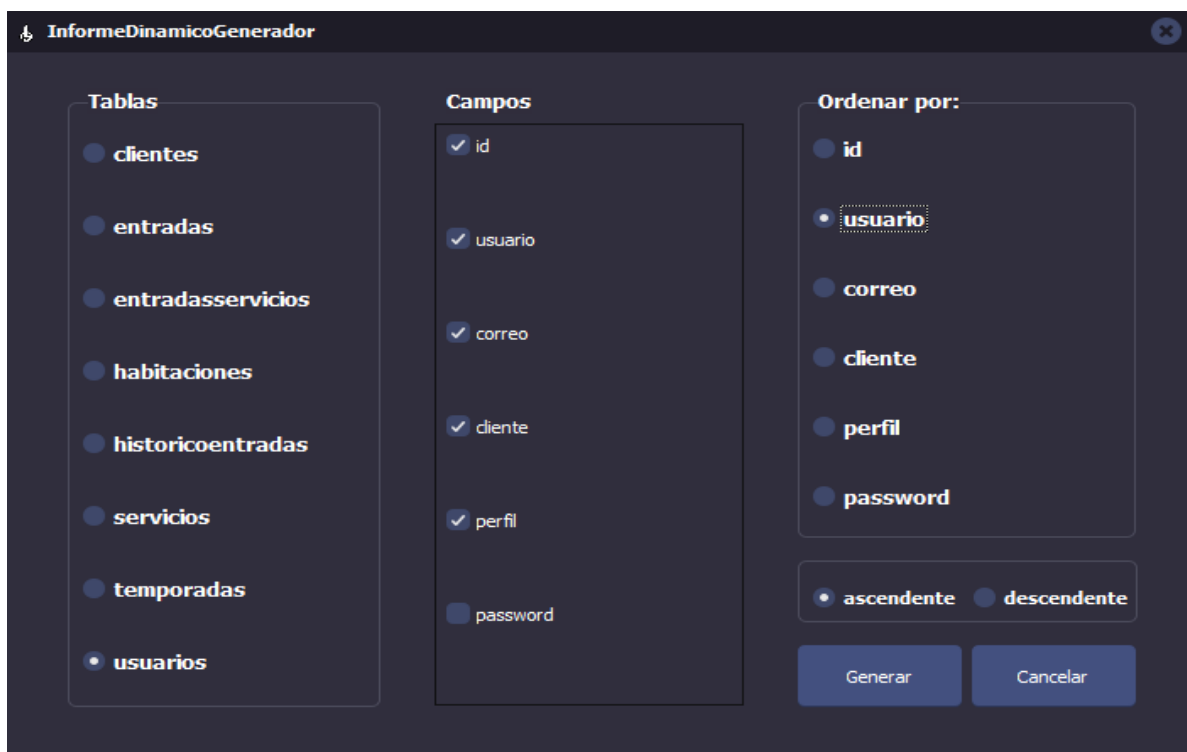 InformeDinamicoGenerador
Tablas
clientes
entradas
entradasservicios
habitaciones
historicoentradas
servicios
temporadas
usuarios
Campos
id
usuario
correo
cliente
perfil
password
Ordenar por:
id
usuario
correo
cliente
perfil
password
ascendente descendente
Generar Cancelar